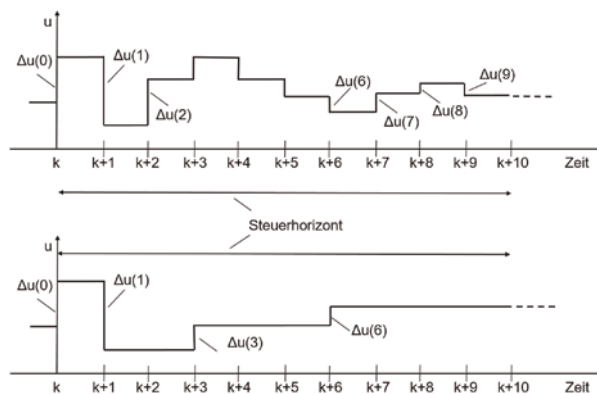 u
Δu(0)
Δu(1)
Δu(2)
Δu(6)
Δu(7)
Δu(8)
Δu(9)
k k+1 k+2 k+3 k+4 k+5 k+6 k+7 k+8 k+9 k+10 Zeit
Steuerhorizont
u
Δu(0)
Δu(1)
Δu(3)
Δu(6)
k k+1 k+2 k+3 k+4 k+5 k+6 k+7 k+8 k+9 k+10 Zeit